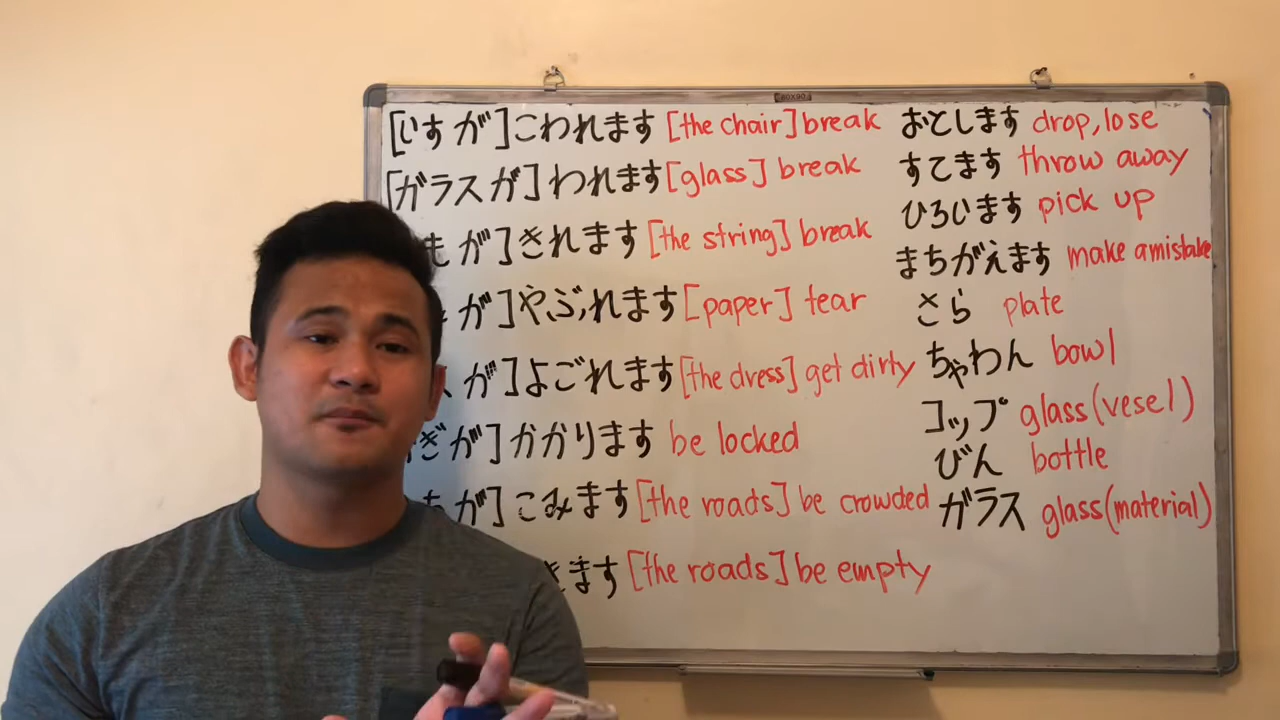 [いす が]こわれます [the chair] break
[ガラスが] われます [glass] break
も が]きれます [the string] break
が]やぶれます [paper] tear
が]よごれます [the dress] get dirty
ぎが] かかります be locked
ちが] こみます [the roads] be crowded
きます [the roads] be empty
おとします drop, lose
すてます throw away
ひろいます pick up
まちがえます make a mistake
さら plate
ちゃわん bowl
コップ glass(vesel)
びん bottle
ガラス glass(material)